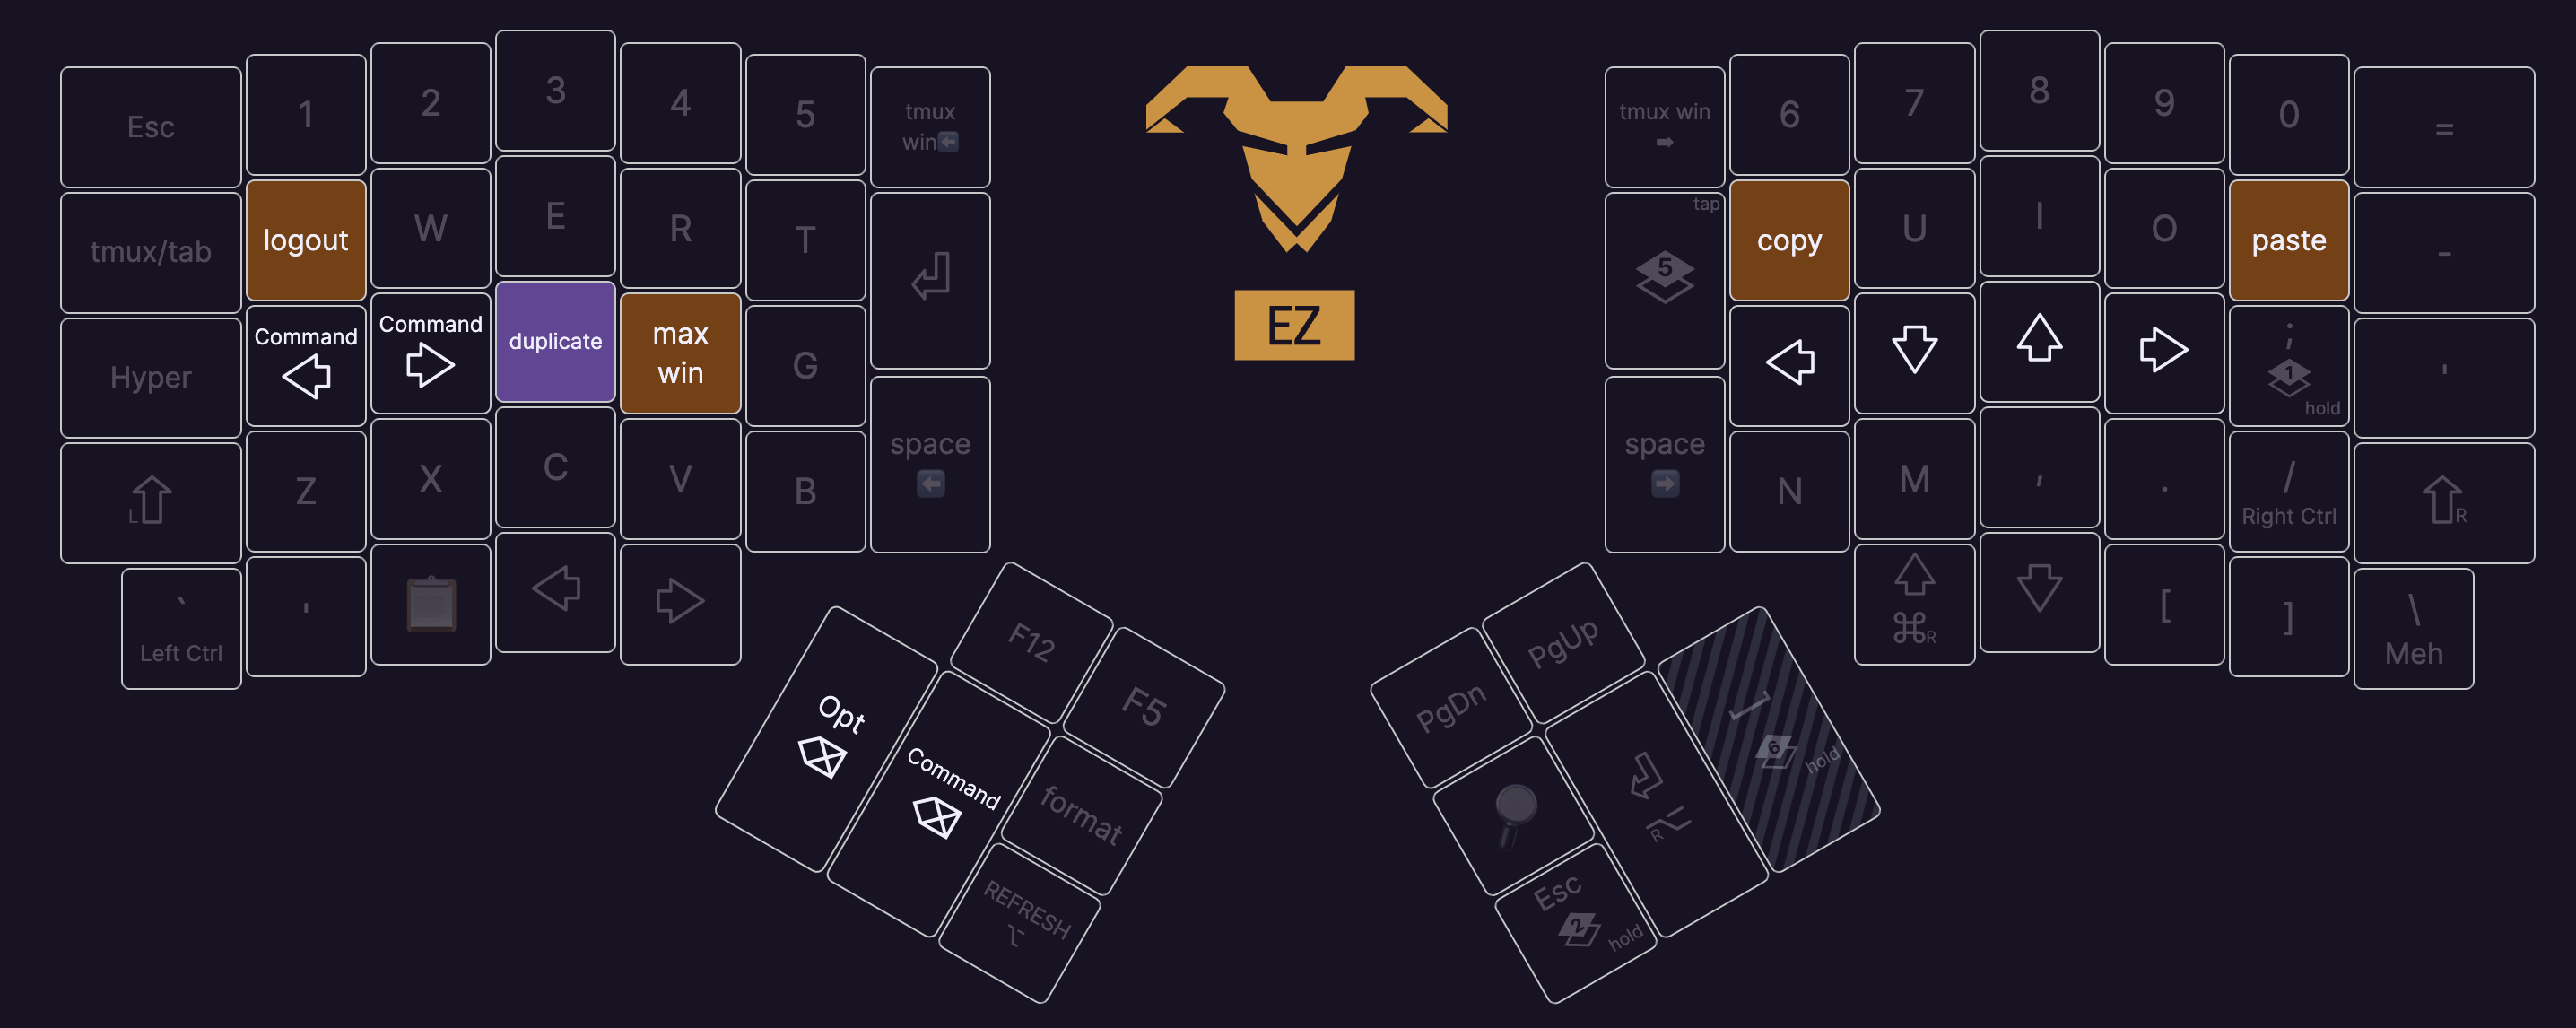 Esc
1
2
3
4
5
tmux
win
tmux win
6
7
8
9
0
=
tmux/tab
logout
W
E
R
T
tap
5
copy
U
I
O
paste
-
Hyper
Command
Command
duplicate
max
win
G
EZ
;
1
hold
'
L
Z
X
C
V
B
space
space
N
M
,
.
/
Right Ctrl
R
`
Left Ctrl
'
⌘R
[
]
\
Meh
Opt
Command
F12
F5
format
REFRESH
⌥
PgDn
PgUp
R
6
hold
Esc
2
hold